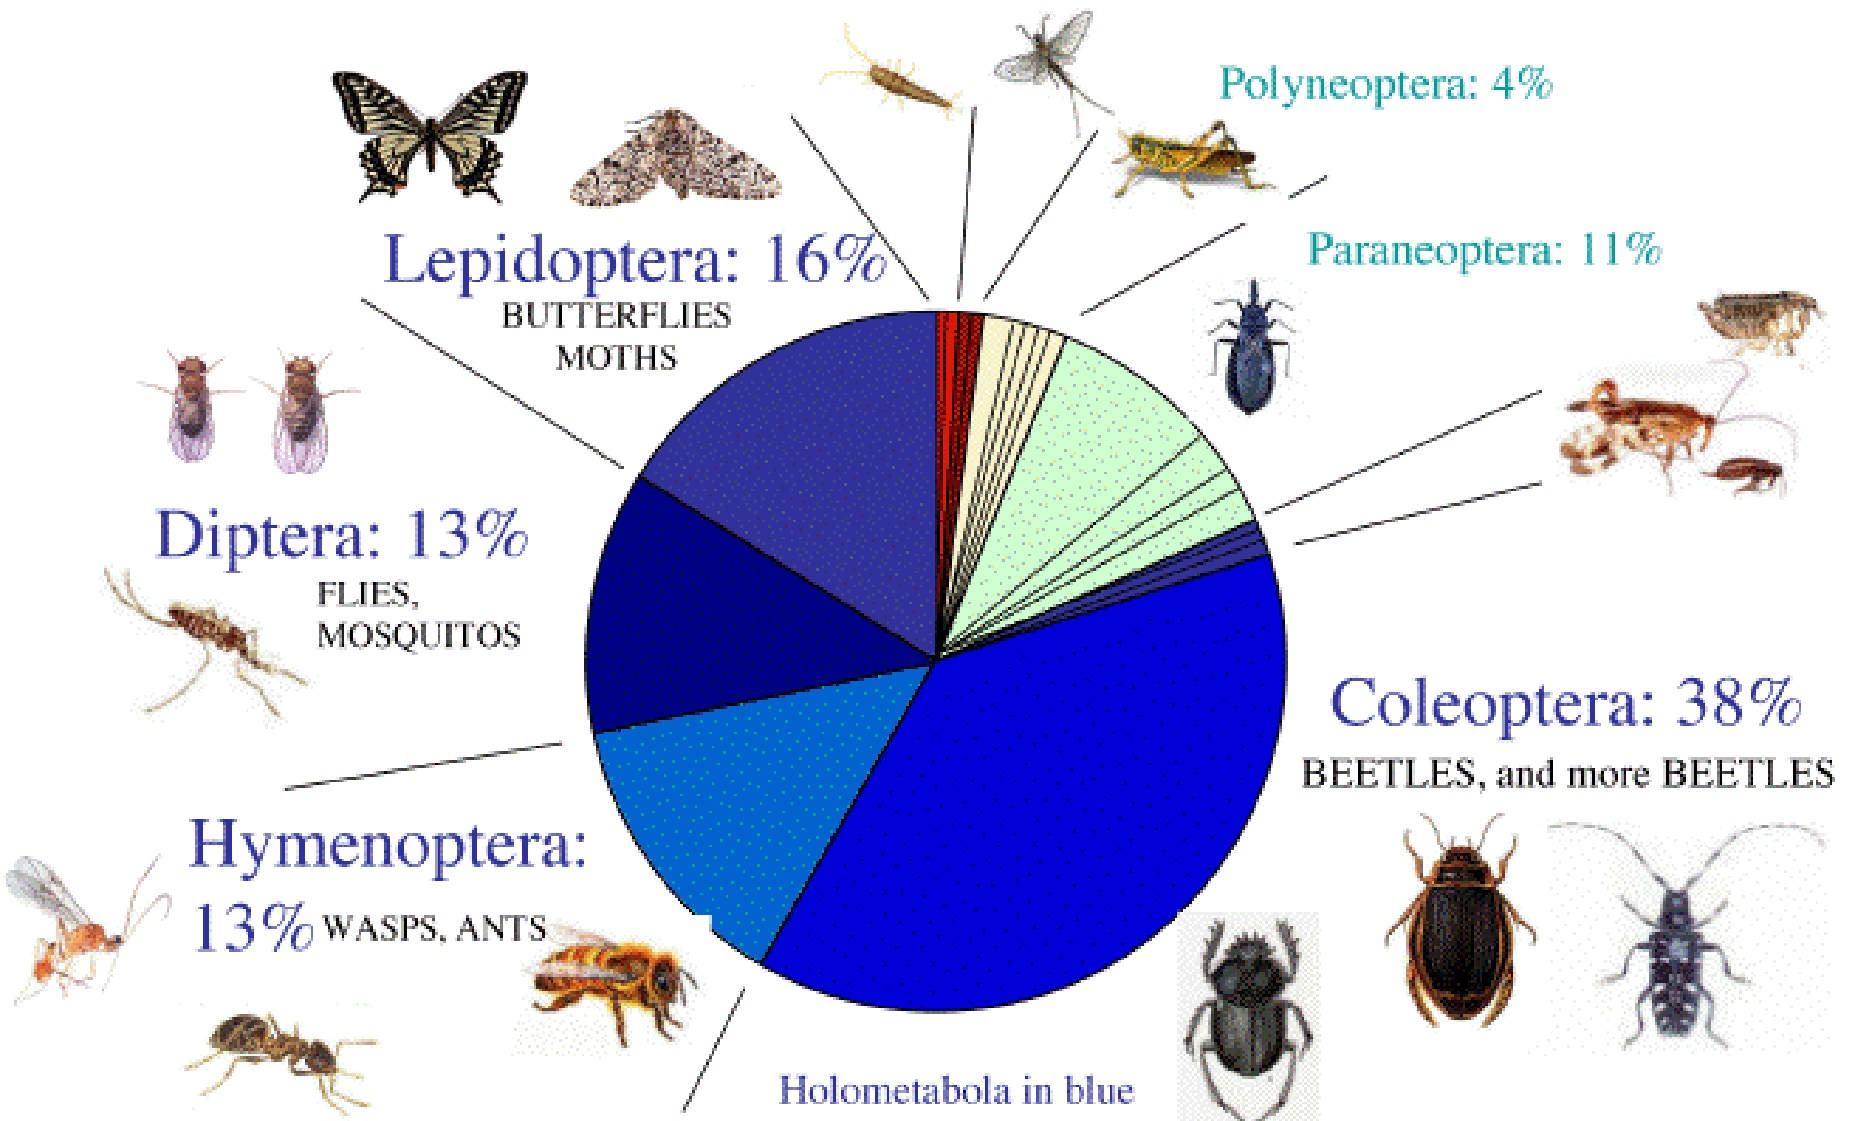 Polyneoptera: 4%
Lepidoptera: 16%
BUTTERFLIES
MOTHS
Paraneoptera: 11%
Diptera: 13%
FLIES,
MOSQUITOS
Coleoptera: 38%
BEETLES, and more BEETLES
Hymenoptera:
13% WASPS, ANTS
Holometabola in blue